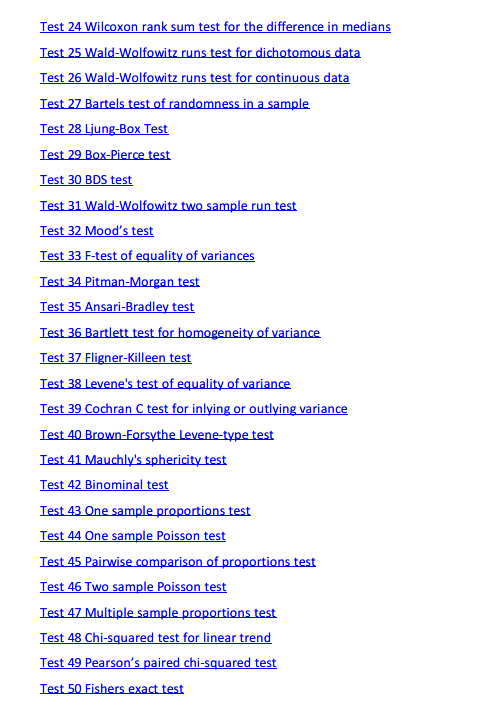 Test 24 Wilcoxon rank sum test for the difference in medians
Test 25 Wald-Wolfowitz runs test for dichotomous data
Test 26 Wald-Wolfowitz runs test for continuous data
Test 27 Bartels test of randomness in a sample
Test 28 Ljung-Box Test
Test 29 Box-Pierce test
Test 30 BDS test
Test 31 Wald-Wolfowitz two sample run test
Test 32 Mood’s test
Test 33 F-test of equality of variances
Test 34 Pitman-Morgan test
Test 35 Ansari-Bradley test
Test 36 Bartlett test for homogeneity of variance
Test 37 Fligner-Killeen test
Test 38 Levene's test of equality of variance
Test 39 Cochran C test for inlying or outlying variance
Test 40 Brown-Forsythe Levene-type test
Test 41 Mauchly's sphericity test
Test 42 Binominal test
Test 43 One sample proportions test
Test 44 One sample Poisson test
Test 45 Pairwise comparison of proportions test
Test 46 Two sample Poisson test
Test 47 Multiple sample proportions test
Test 48 Chi-squared test for linear trend
Test 49 Pearson’s paired chi-squared test
Test 50 Fishers exact test